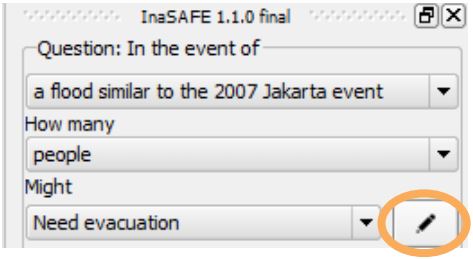 InaSAFE 1.1.0 final
Question: In the event of
a flood similar to the 2007 Jakarta event
How many
people
Might
Need evacuation